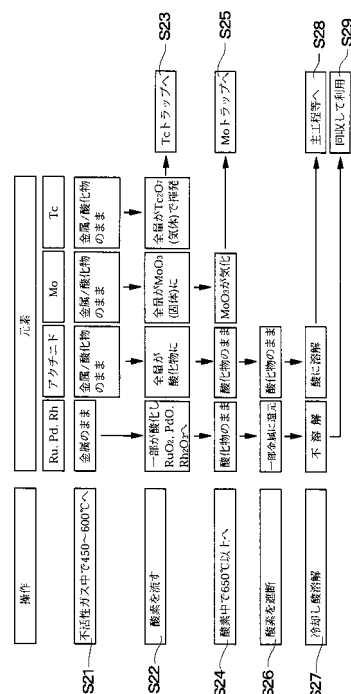 操作
元素
Ru, Pd, Rh
アクチニド
Mo
Tc
S21
不活性ガス中で450〜600℃へ
金属のまま
金属/酸化物
のまま
金属/酸化物
のまま
金属/酸化物
のまま
S22
酸素を流す
一部が酸化し
RuO₂, PdO,
Rh₂O₃へ
全量が
酸化物に
全量がMoO₃
(固体)に
全量がTc₂O₇
(気体)で揮発
Tcトラップへ
S23
S24
酸素中で650℃以上へ
酸化物のまま
酸化物のまま
MoO₃が気化
Moトラップへ
S25
S26
酸素を遮断
一部金属に還元
酸化物のまま
S27
冷却し酸溶解
不溶解
酸に溶解
主工程等へ
S28
回収して利用
S29